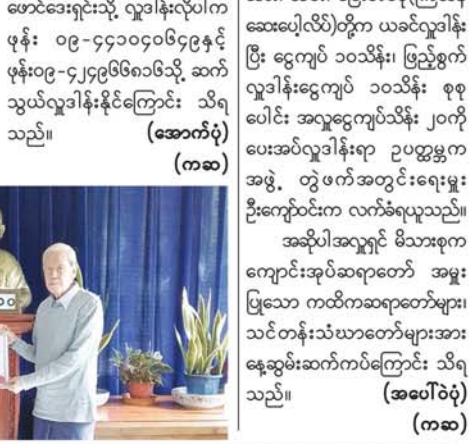 ဖောင်ဒေးရှင်းသို့ လှူဒါန်းလိုပါက
ဖုန်း ၀၉-၄၄၁၀၄၀၆၄၉နှင့်
ဖုန်း၀၉-၄၂၄၉၆၆၈၁၆သို့ ဆက်
သွယ်လှူဒါန်းနိုင်ကြောင်း သိရ
သည်။ (အောက်ပုံ)
(ကဆ)
ဆေးပေါ့လိပ်)တို့က ယခင်လှူဒါန်း
ပြီး ငွေကျပ် ၁၀သိန်း၊ ဖြည့်စွက်
လှူဒါန်းငွေကျပ် ၁၀သိန်း စုစု
ပေါင်း အလှူငွေကျပ်သိန်း ၂၀ကို
ပေးအပ်လှူဒါန်းရာ ဥပတ္ထမ္ဘက
အဖွဲ့ တွဲဖက်အတွင်းရေးမှူး
ဦးကျော်ဝင်းက လက်ခံရယူသည်။
အဆိုပါအလှူရှင် မိသားစုက
ကျောင်းအုပ်ဆရာတော် အမှူး
ပြုသော ကထိကဆရာတော်များ၊
သင်တန်းသံဃာတော်များအား
နေ့ဆွမ်းဆက်ကပ်ကြောင်း သိရ
သည်။ (အပေါ်ဝဲပုံ)
(ကဆ)